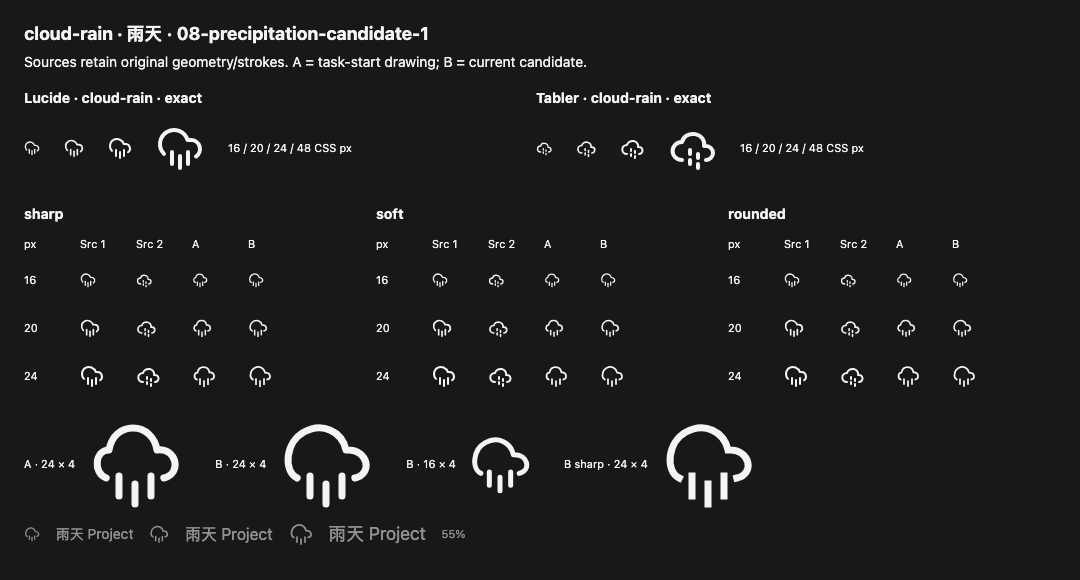 cloud-rain · 雨天 · 08-precipitation-candidate-1
Sources retain original geometry/strokes. A = task-start drawing; B = current candidate.
Lucide · cloud-rain · exact
Tabler · cloud-rain · exact
16 / 20 / 24 / 48 CSS px
16 / 20 / 24 / 48 CSS px
sharp
soft
rounded
px Src 1 Src 2 A B
px Src 1 Src 2 A B
px Src 1 Src 2 A B
16
16
16
20
20
20
24
24
24
A · 24 × 4
B · 24 × 4
B · 16 × 4
B sharp · 24 × 4
雨天 Project
雨天 Project
雨天 Project
55%